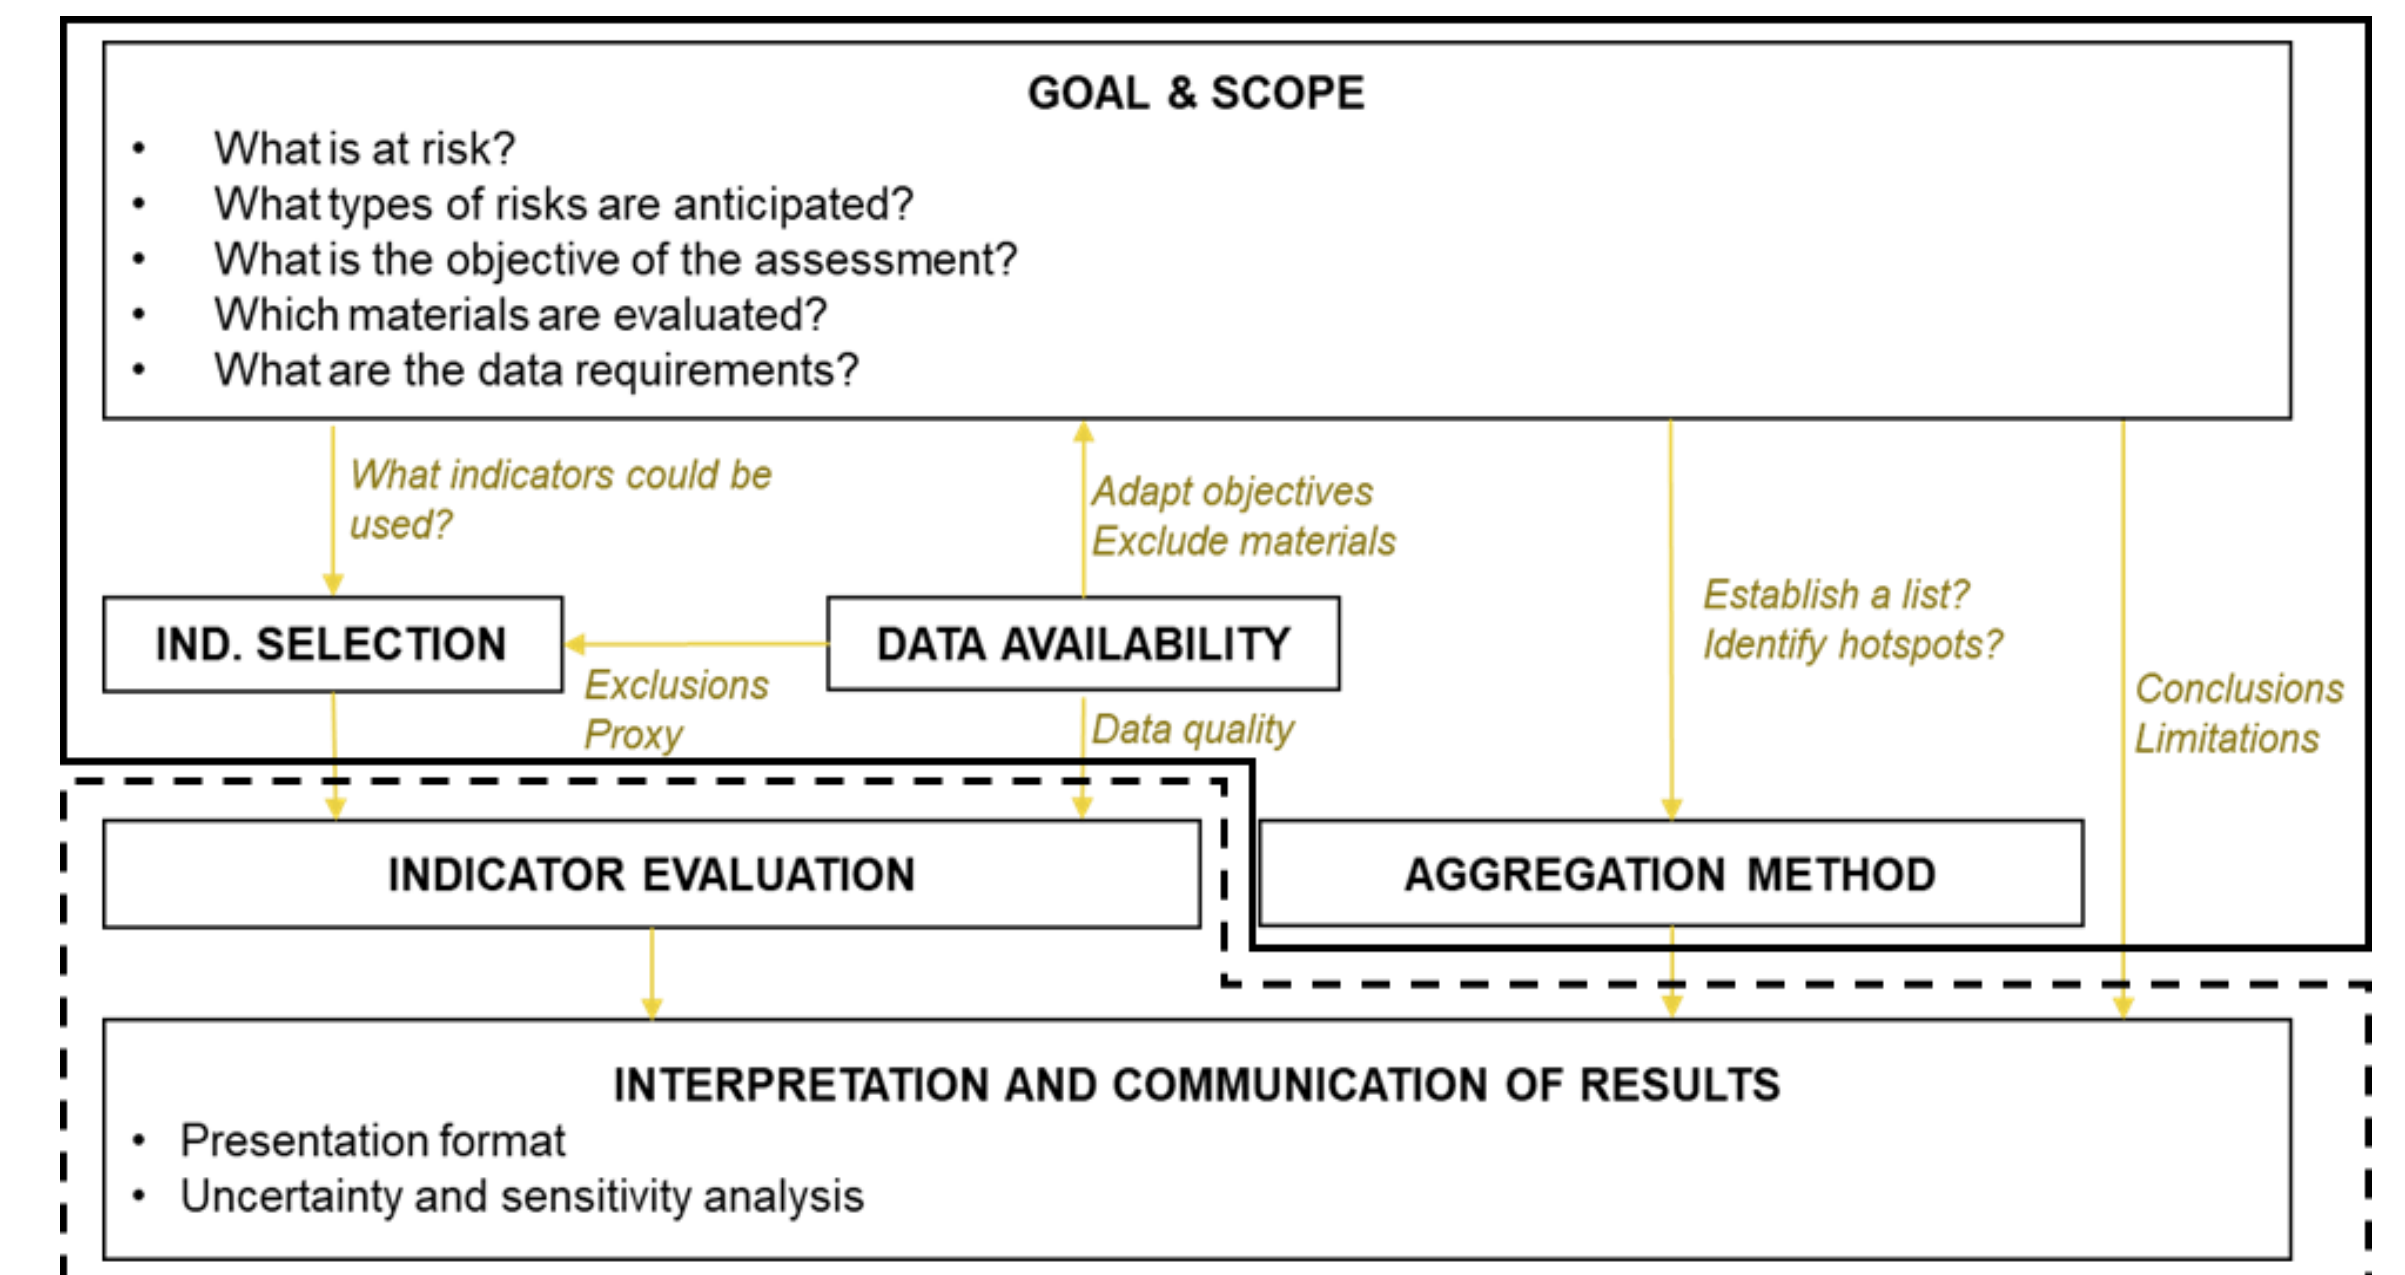 GOAL & SCOPE
• What is at risk?
• What types of risks are anticipated?
• What is the objective of the assessment?
• Which materials are evaluated?
• What are the data requirements?
What indicators could be
used?
Adapt objectives
Exclude materials
Establish a list?
Identify hotspots?
Conclusions
Limitations
IND. SELECTION
DATA AVAILABILITY
Exclusions
Proxy
Data quality
INDICATOR EVALUATION
AGGREGATION METHOD
INTERPRETATION AND COMMUNICATION OF RESULTS
• Presentation format
• Uncertainty and sensitivity analysis